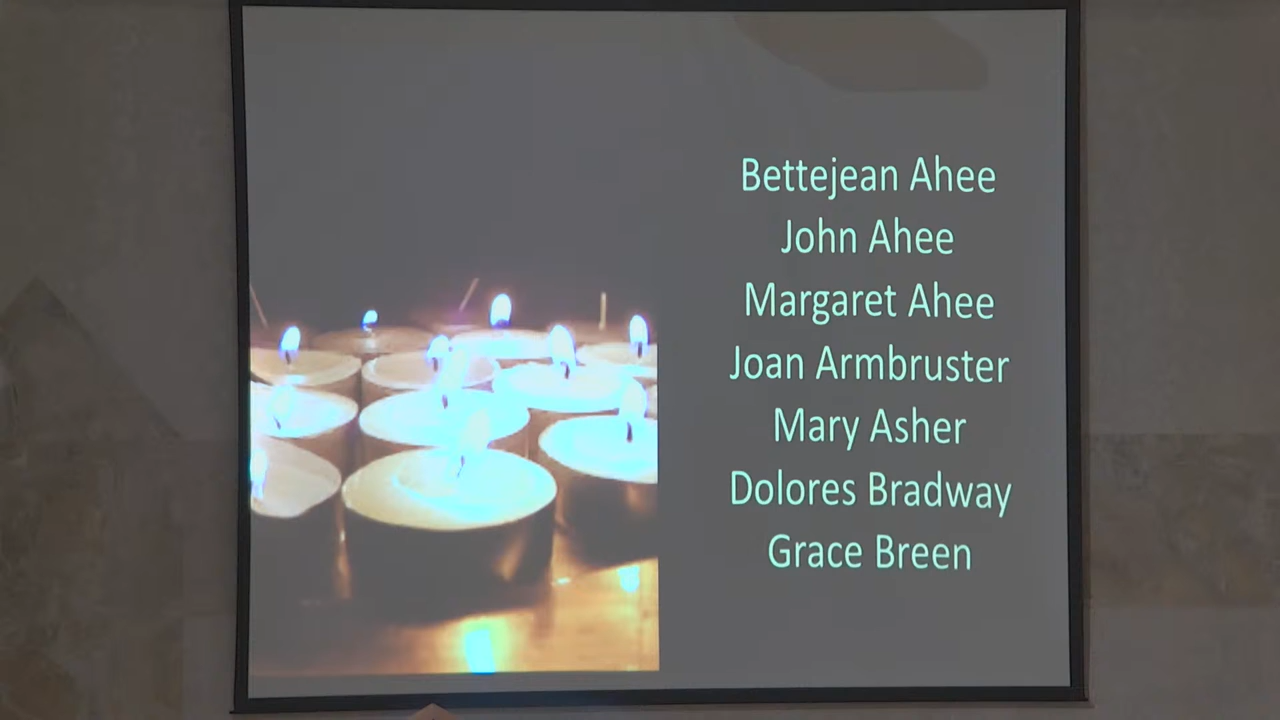 Bettejean Ahee
John Ahee
Margaret Ahee
Joan Armbruster
Mary Asher
Dolores Bradway
Grace Breen